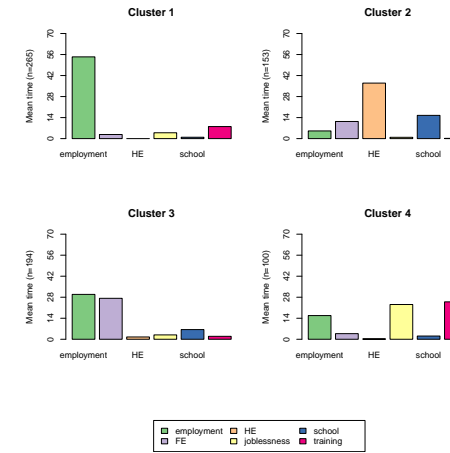 Cluster 1
Mean time (n=265)
0 14 28 42 56 70
employment HE school
Cluster 2
Mean time (n=153)
0 14 28 42 56 70
employment HE school
Cluster 3
Mean time (n=194)
0 14 28 42 56 70
employment HE school
Cluster 4
Mean time (n=100)
0 14 28 42 56 70
employment HE school
employment HE school
FE joblessness training